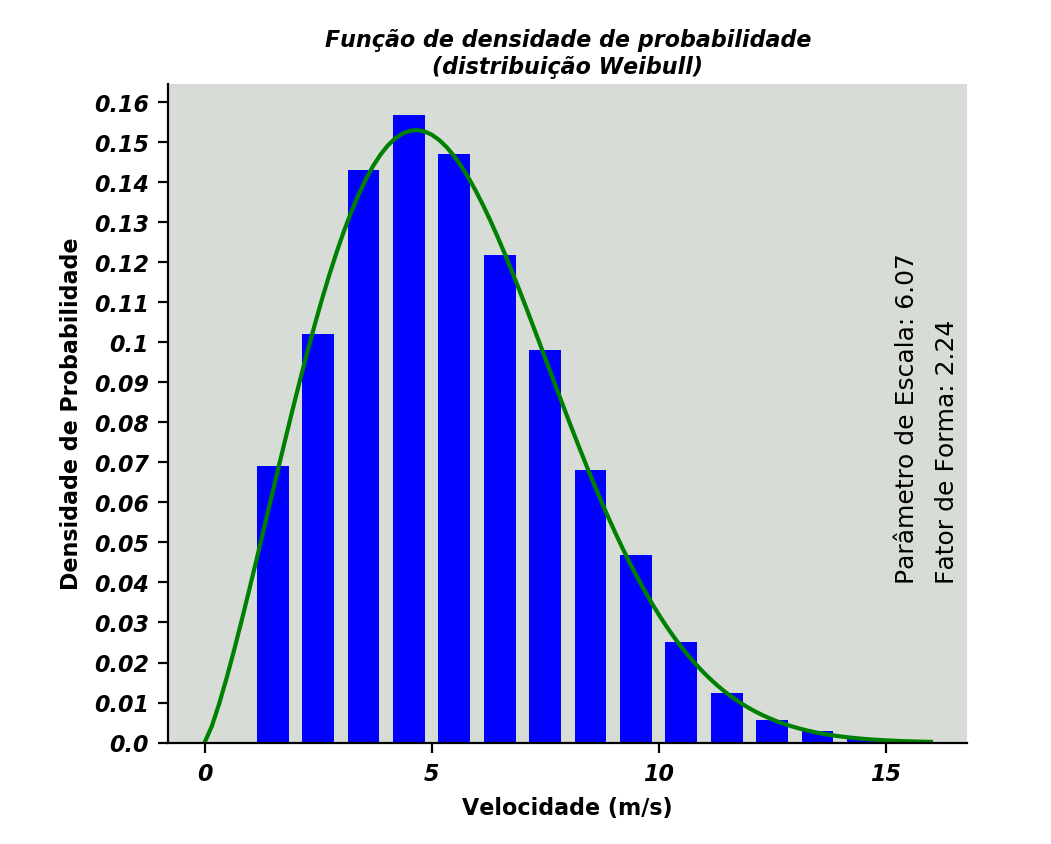 Função de densidade de probabilidade
(distribuição Weibull)
Densidade de Probabilidade
0.16
0.15
0.14
0.13
0.12
0.11
0.1
0.09
0.08
0.07
0.06
0.05
0.04
0.03
0.02
0.01
0.0
Parâmetro de Escala: 6.07
Fator de Forma: 2.24
0 5 10 15
Velocidade (m/s)